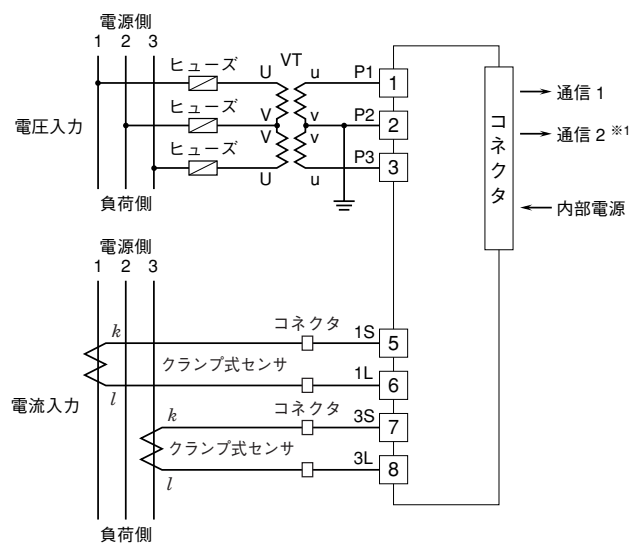 電源側
1 2 3
ヒューズ
VT
U u P1 1
ヒューズ
V v P2 2
電圧入力
V v
ヒューズ
U u P3 3
負荷側
コネクタ
通信 1
通信 2 ※1
内部電源
電源側
1 2 3
k コネクタ 1S 5
クランプ式センサ
l 1L 6
電流入力
k コネクタ 3S 7
クランプ式センサ
l 3L 8
負荷側